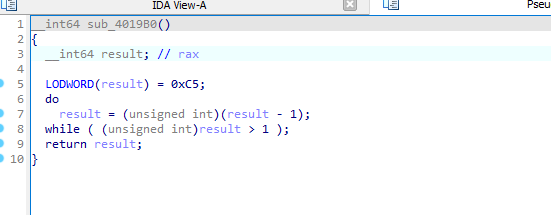 IDA View-A Pseu
1 __int64 sub_4019B0()
2 {
3 __int64 result; // rax
4
5 LODWORD(result) = 0xC5;
6 do
7 result = (unsigned int)(result - 1);
8 while ( (unsigned int)result > 1 );
9 return result;
10 }